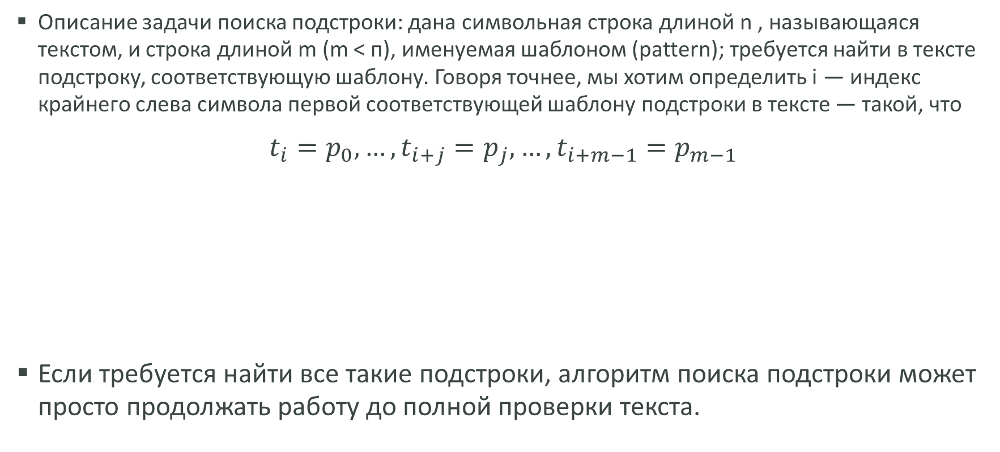 ▪ Описание задачи поиска подстроки: дана символьная строка длиной n , называющаяся
текстом, и строка длиной m (m < п), именуемая шаблоном (pattern); требуется найти в тексте
подстроку, соответствующую шаблону. Говоря точнее, мы хотим определить i — индекс
крайнего слева символа первой соответствующей шаблону подстроки в тексте — такой, что
$t_i = p_0, \ldots, t_{i+j} = p_j, \ldots, t_{i+m-1} = p_{m-1}$
▪ Если требуется найти все такие подстроки, алгоритм поиска подстроки может
просто продолжать работу до полной проверки текста.